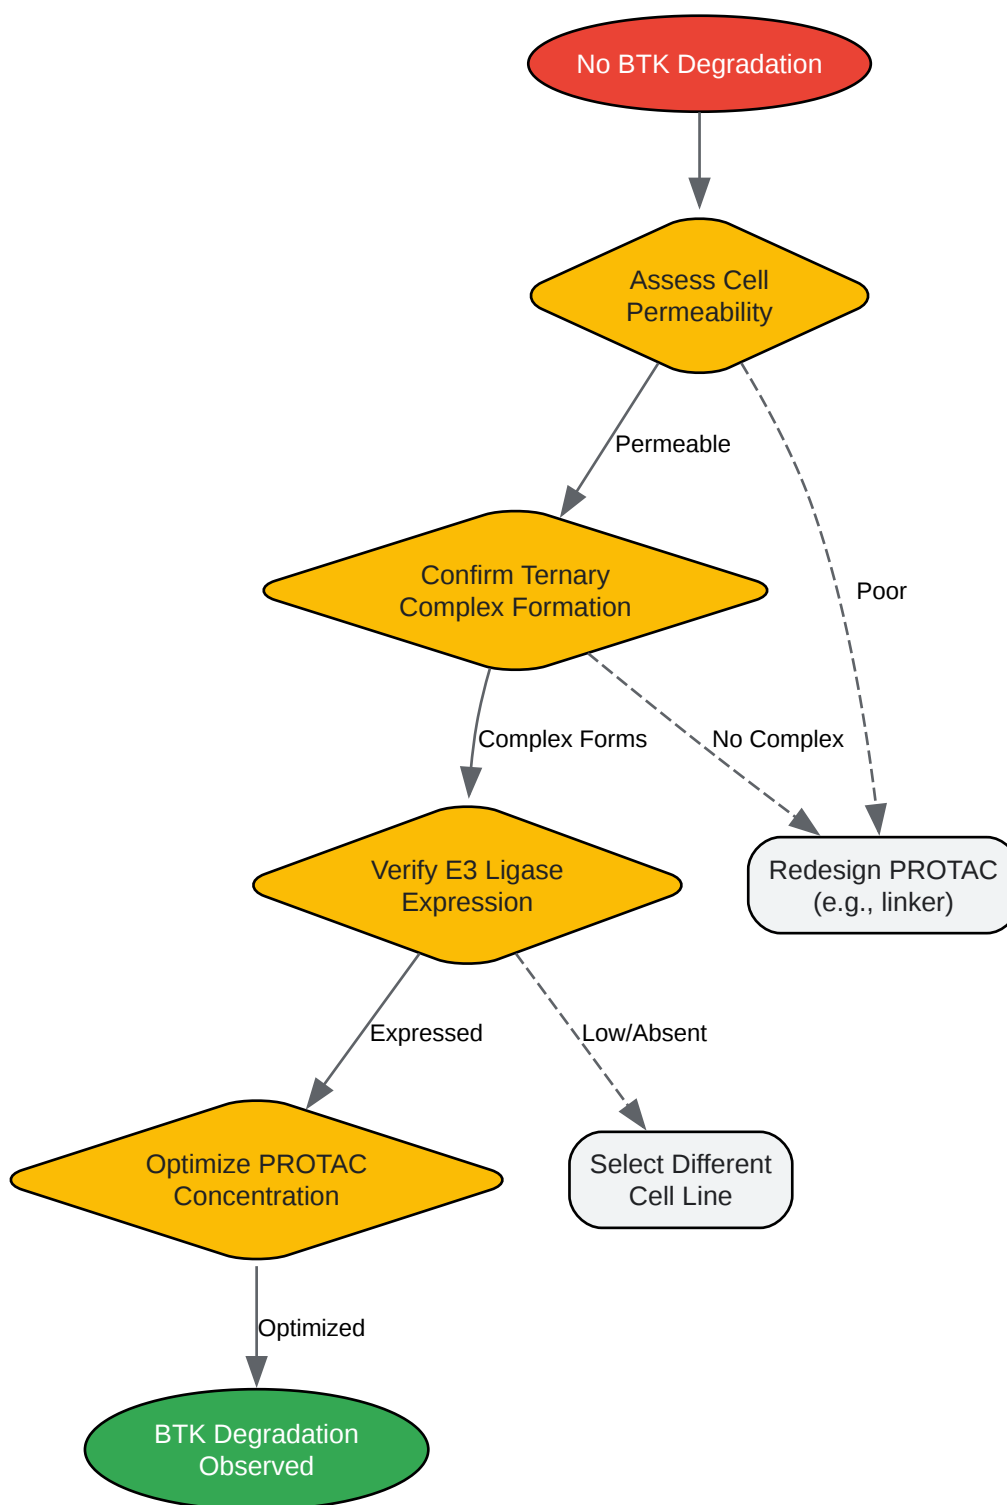 No BTK Degradation
Assess Cell
Permeability
Permeable
Poor
Confirm Ternary
Complex Formation
Complex Forms
No Complex
Verify E3 Ligase
Expression
Redesign PROTAC
(e.g., linker)
Expressed
Low/Absent
Optimize PROTAC
Concentration
Select Different
Cell Line
Optimized
BTK Degradation
Observed